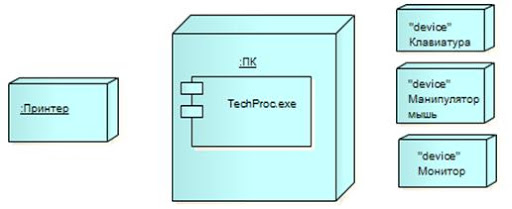 :Принтер
:ПК
TechProc.exe
"device"
Клавиатура
"device"
Манипулятор
мышь
"device"
Монитор